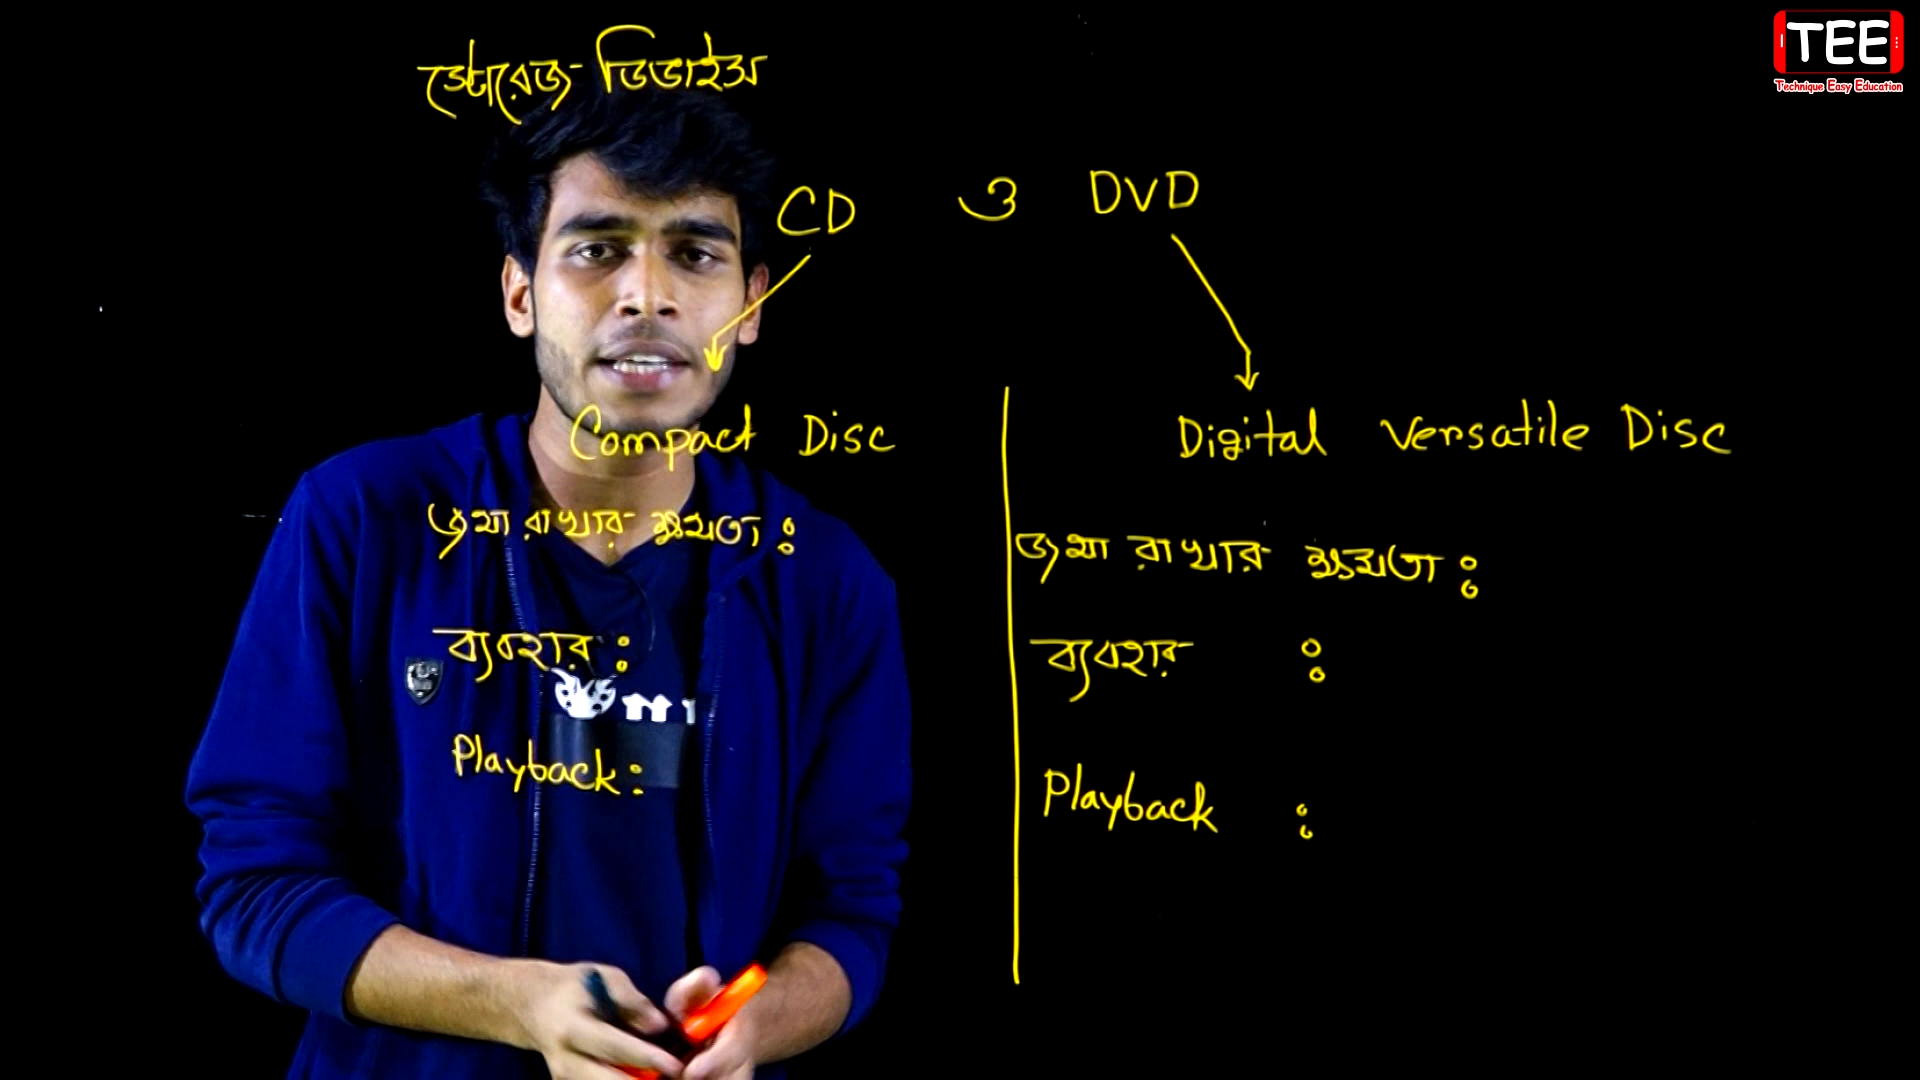 স্টোরেজ ডিভাইস
TEE
Technique Easy Education
CD ও DVD
Compact Disc
জমা রাখার ক্ষমতা :
ব্যবহার :
Playback :
Digital Versatile Disc
জমা রাখার ক্ষমতা :
ব্যবহার :
Playback :